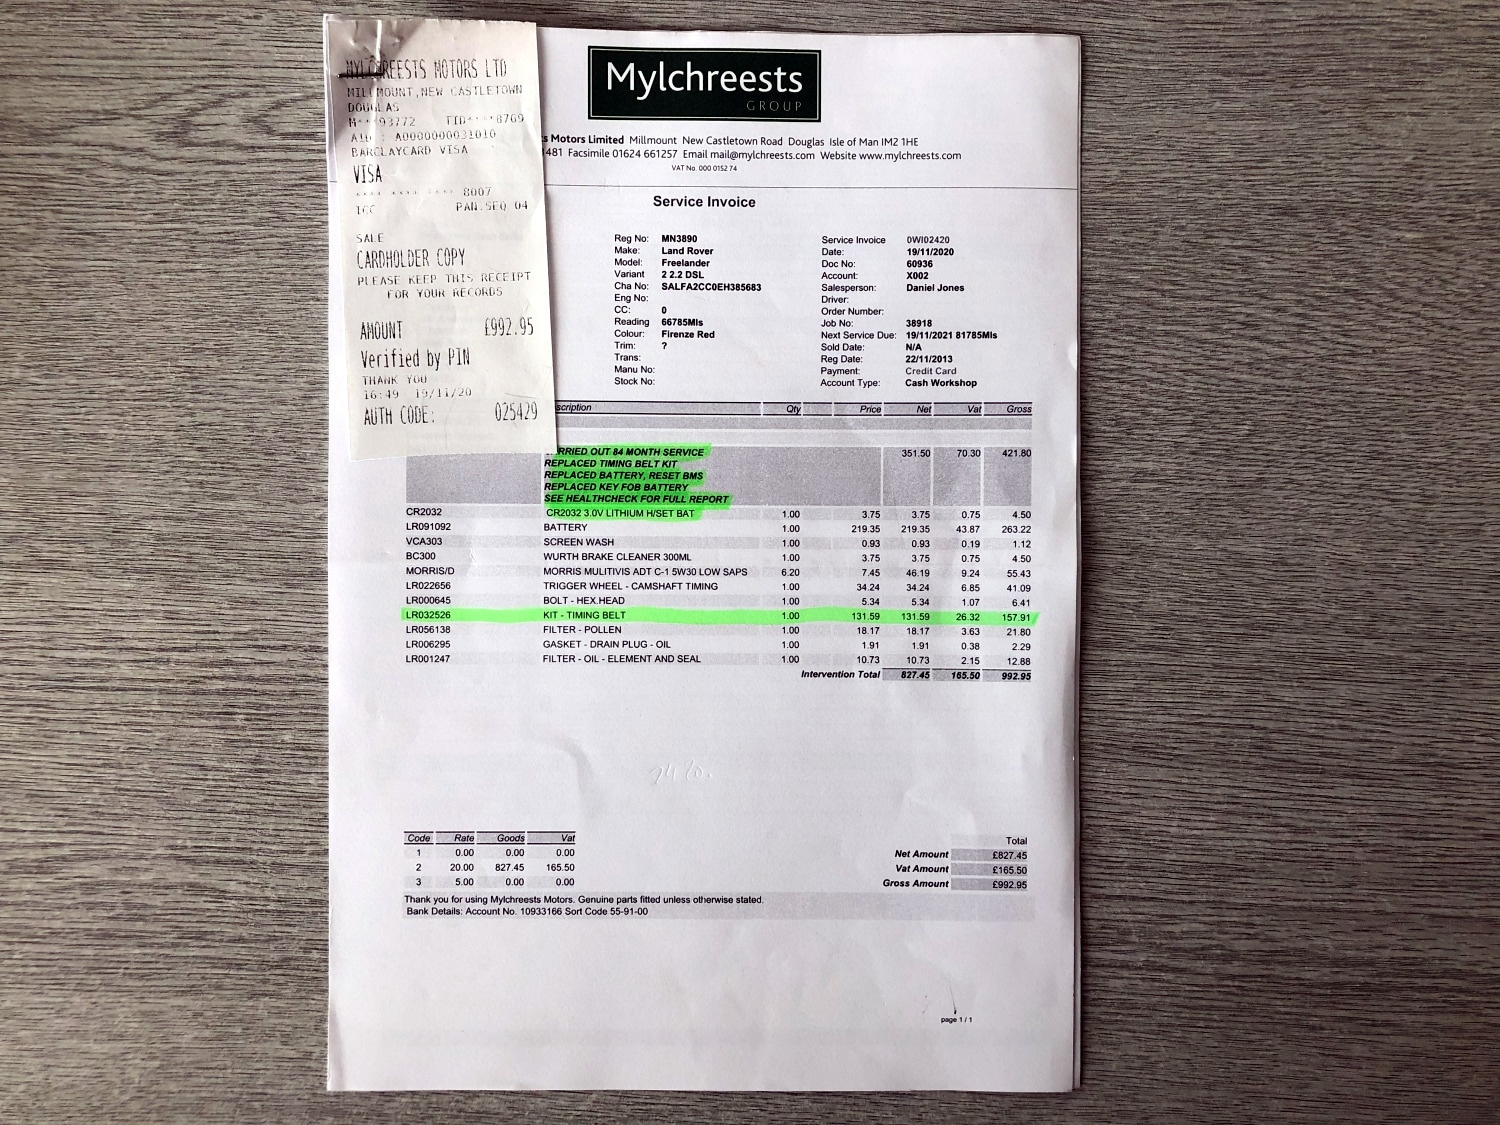 MYLCHREESTS MOTORS LTD
MILLMOUNT,NEW CASTLETOWN
DOUGLAS
M**93772 TID****8769
AID : A0000000031010
BARCLAYCARD VISA
VISA
**** **** **** 8007
ICC PAN.SEQ 04
SALE
CARDHOLDER COPY
PLEASE KEEP THIS RECEIPT
FOR YOUR RECORDS
AMOUNT £992.95
Verified by PIN
THANK YOU
16:49 19/11/20
AUTH CODE: 025429
Mylchreests
GROUP
s Motors Limited Millmount New Castletown Road Douglas Isle of Man IM2 1HE
481 Facsimile 01624 661257 Email mail@mylchreests.com Website www.mylchreests.com
VAT No. 000 0152 74
Service Invoice
Reg No: MN3890
Make: Land Rover
Model: Freelander
Variant 2 2.2 DSL
Cha No: SALFA2CC0EH385683
Eng No:
CC: 0
Reading 66785Mls
Colour: Firenze Red
Trim: ?
Trans:
Manu No:
Stock No:
Service Invoice 0WI02420
Date: 19/11/2020
Doc No: 60936
Account: X002
Salesperson: Daniel Jones
Driver:
Order Number:
Job No: 38918
Next Service Due: 19/11/2021 81785Mls
Sold Date: N/A
Reg Date: 22/11/2013
Payment: Credit Card
Account Type: Cash Workshop
scription Qty Price Net Vat Gross
RRIED OUT 84 MONTH SERVICE 351.50 70.30 421.80
REPLACED TIMING BELT KIT
REPLACED BATTERY, RESET BMS
REPLACED KEY FOB BATTERY
SEE HEALTHCHECK FOR FULL REPORT
CR2032 CR2032 3.0V LITHIUM H/SET BAT 1.00 3.75 3.75 0.75 4.50
LR091092 BATTERY 1.00 219.35 219.35 43.87 263.22
VCA303 SCREEN WASH 1.00 0.93 0.93 0.19 1.12
BC300 WURTH BRAKE CLEANER 300ML 1.00 3.75 3.75 0.75 4.50
MORRIS/D MORRIS MULITIVIS ADT C-1 5W30 LOW SAPS 6.20 7.45 46.19 9.24 55.43
LR022656 TRIGGER WHEEL - CAMSHAFT TIMING 1.00 34.24 34.24 6.85 41.09
LR000645 BOLT - HEX.HEAD 1.00 5.34 5.34 1.07 6.41
LR032526 KIT - TIMING BELT 1.00 131.59 131.59 26.32 157.91
LR056138 FILTER - POLLEN 1.00 18.17 18.17 3.63 21.80
LR006295 GASKET - DRAIN PLUG - OIL 1.00 1.91 1.91 0.38 2.29
LR001247 FILTER - OIL - ELEMENT AND SEAL 1.00 10.73 10.73 2.15 12.88
Intervention Total 827.45 165.50 992.95
Code Rate Goods Vat
1 0.00 0.00 0.00
2 20.00 827.45 165.50
3 5.00 0.00 0.00
Total
Net Amount £827.45
Vat Amount £165.50
Gross Amount £992.95
Thank you for using Mylchreests Motors. Genuine parts fitted unless otherwise stated.
Bank Details: Account No. 10933166 Sort Code 55-91-00
page 1 / 1